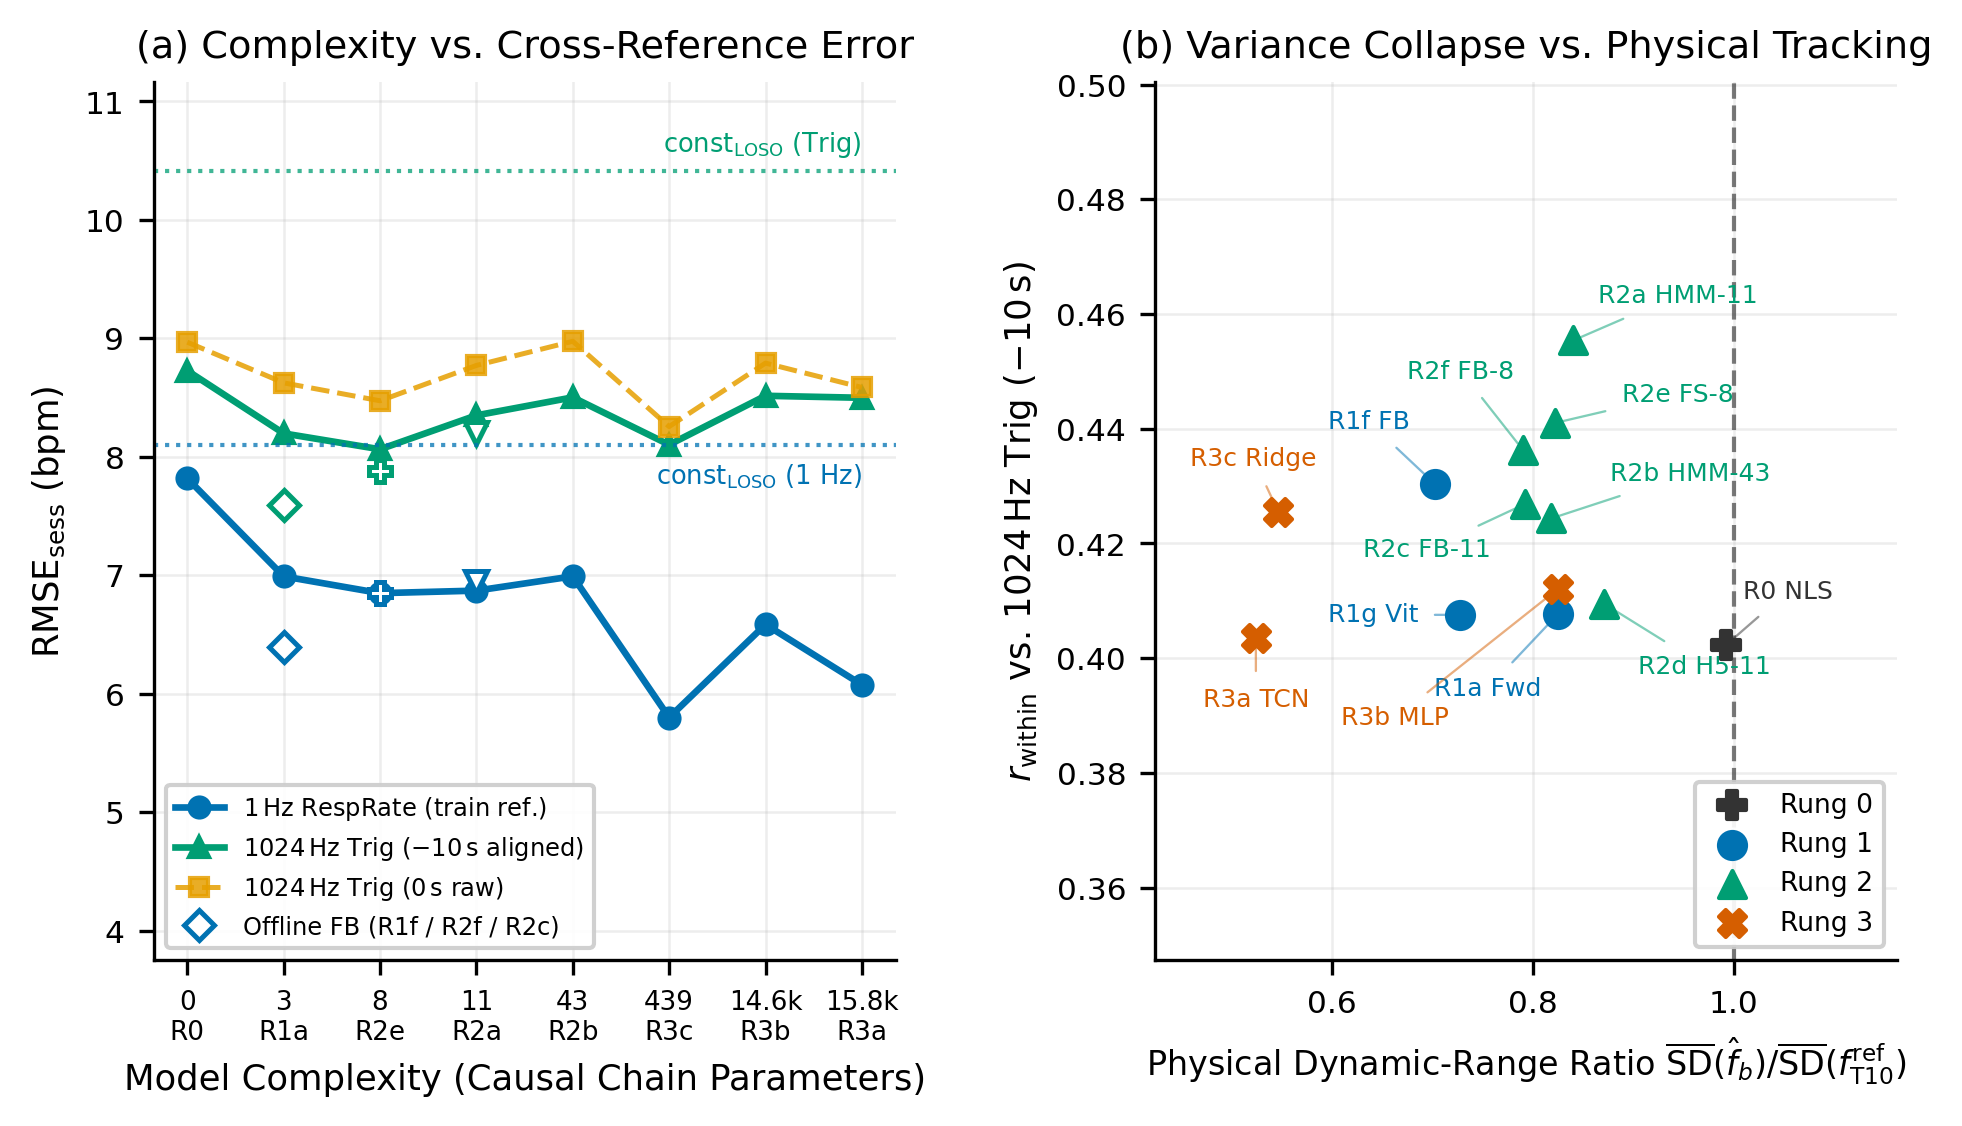 (a) Complexity vs. Cross-Reference Error
11
10
9
8
7
6
5
4
RMSE_sess (bpm)
const_LOSO (Trig)
const_LOSO (1 Hz)
1 Hz RespRate (train ref.)
1024 Hz Trig (−10 s aligned)
1024 Hz Trig (0 s raw)
Offline FB (R1f / R2f / R2c)
0 3 8 11 43 439 14.6k 15.8k
R0 R1a R2e R2a R2b R3c R3b R3a
Model Complexity (Causal Chain Parameters)
(b) Variance Collapse vs. Physical Tracking
0.50
0.48
0.46
0.44
0.42
0.40
0.38
0.36
r_within vs. 1024 Hz Trig (−10 s)
R2a HMM-11
R2f FB-8
R2e FS-8
R1f FB
R3c Ridge
R2b HMM-43
R2c FB-11
R0 NLS
R1g Vit
R2d H5-11
R1a Fwd
R3a TCN
R3b MLP
Rung 0
Rung 1
Rung 2
Rung 3
0.6 0.8 1.0
Physical Dynamic-Range Ratio S̅D̅(f̂_b)/S̅D̅(f^ref_T10)